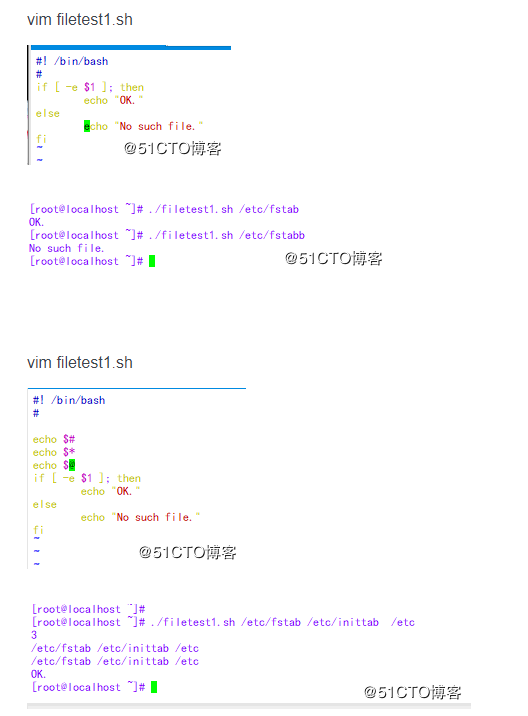 vim filetest1.sh
#! /bin/bash
#
if [ -e $1 ]; then
echo "OK."
else
echo "No such file."
fi
~
~
@51CTO博客
[root@localhost ~]# ./filetest1.sh /etc/fstab
OK.
[root@localhost ~]# ./filetest1.sh /etc/fstabb
No such file.
[root@localhost ~]#
@51CTO博客
vim filetest1.sh
#! /bin/bash
#
echo $#
echo $*
echo $@
if [ -e $1 ]; then
echo "OK."
else
echo "No such file."
fi
~
~
~
@51CTO博客
[root@localhost ~]#
[root@localhost ~]# ./filetest1.sh /etc/fstab /etc/inittab  /etc
3
/etc/fstab /etc/inittab /etc
/etc/fstab /etc/inittab /etc
OK.
[root@localhost ~]#
@51CTO博客